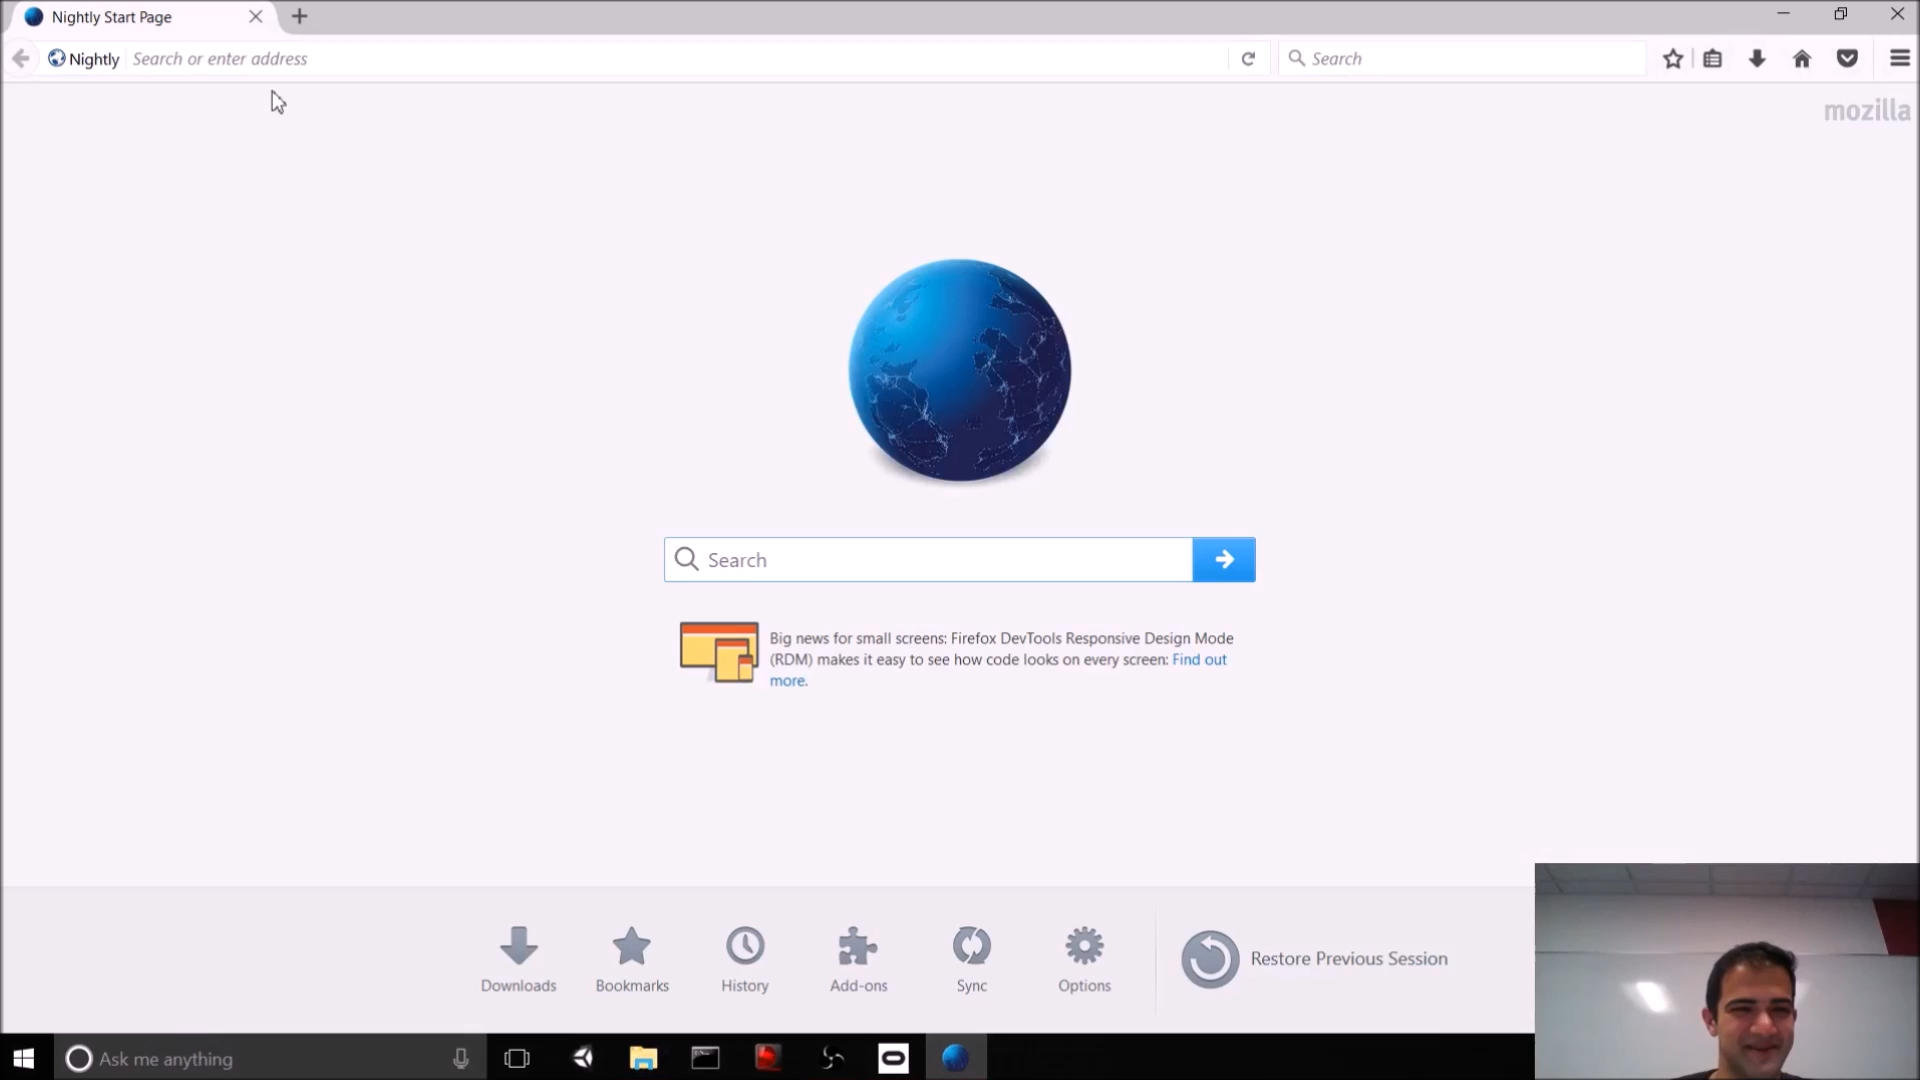 Nightly Start Page
Nightly
Search or enter address
Search
mozilla
Search
Big news for small screens: Firefox DevTools Responsive Design Mode
(RDM) makes it easy to see how code looks on every screen: Find out
more.
Downloads
Bookmarks
History
Add-ons
Sync
Options
Restore Previous Session
Ask me anything